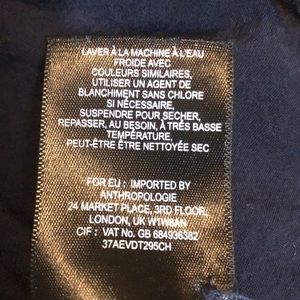 LAVER À LA MACHINE À L'EAU
FROIDE AVEC
COULEURS SIMILAIRES,
UTILISER UN AGENT DE
BLANCHIMENT SANS CHLORE
SI NÉCESSAIRE,
SUSPENDRE POUR SECHER,
REPASSER, AU BESOIN, À TRÉS BASSE
TEMPÉRATURE,
PEUT-ÊTRE ÊTRE NETTOYÉE SEC
FOR EU : IMPORTED BY
ANTHROPOLOGIE
24 MARKET PLACE, 3RD FLOOR,
LONDON, UK W1W8AN
CIF : VAT No. GB 684936382
37AEVDT295CH